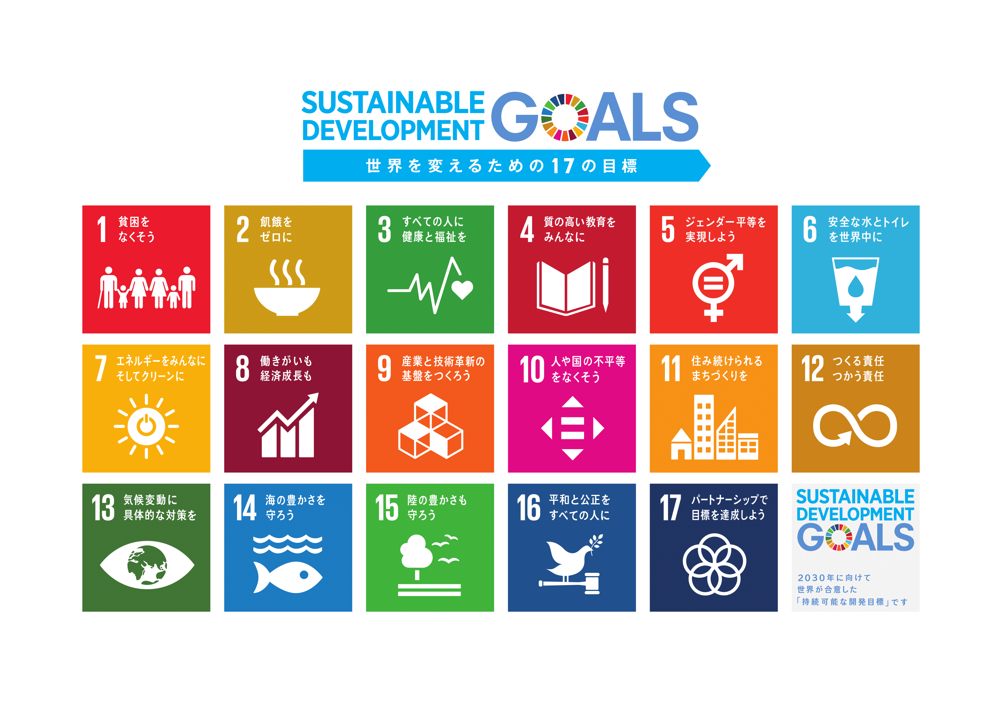 SUSTAINABLE
DEVELOPMENT
GOALS
世界を変えるための17の目標
1
貧困を
なくそう
2
飢餓を
ゼロに
3
すべての人に
健康と福祉を
4
質の高い教育を
みんなに
5
ジェンダー平等を
実現しよう
6
安全な水とトイレ
を世界中に
7
エネルギーをみんなに
そしてクリーンに
8
働きがいも
経済成長も
9
産業と技術革新の
基盤をつくろう
10
人や国の不平等
をなくそう
11
住み続けられる
まちづくりを
12
つくる責任
つかう責任
13
気候変動に
具体的な対策を
14
海の豊かさを
守ろう
15
陸の豊かさも
守ろう
16
平和と公正を
すべての人に
17
パートナーシップで
目標を達成しよう
SUSTAINABLE
DEVELOPMENT
GOALS
2030年に向けて
世界が合意した
「持続可能な開発目標」です